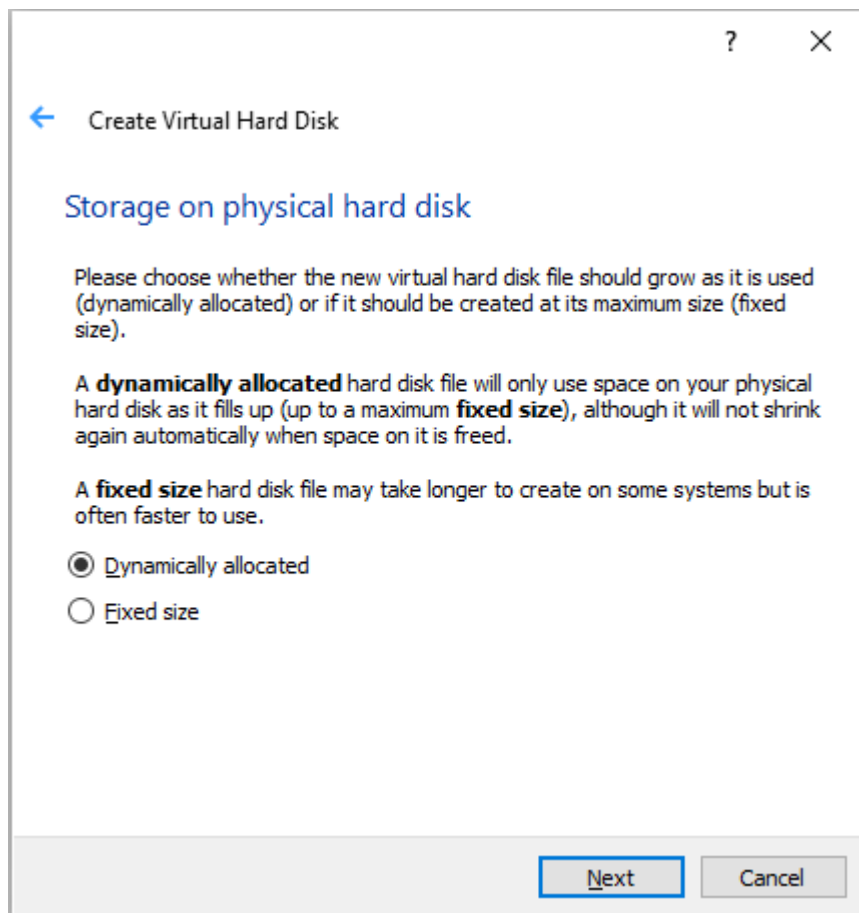 ?
Create Virtual Hard Disk
Storage on physical hard disk
Please choose whether the new virtual hard disk file should grow as it is used
(dynamically allocated) or if it should be created at its maximum size (fixed
size).
A dynamically allocated hard disk file will only use space on your physical
hard disk as it fills up (up to a maximum fixed size), although it will not shrink
again automatically when space on it is freed.
A fixed size hard disk file may take longer to create on some systems but is
often faster to use.
Dynamically allocated
Fixed size
Next Cancel